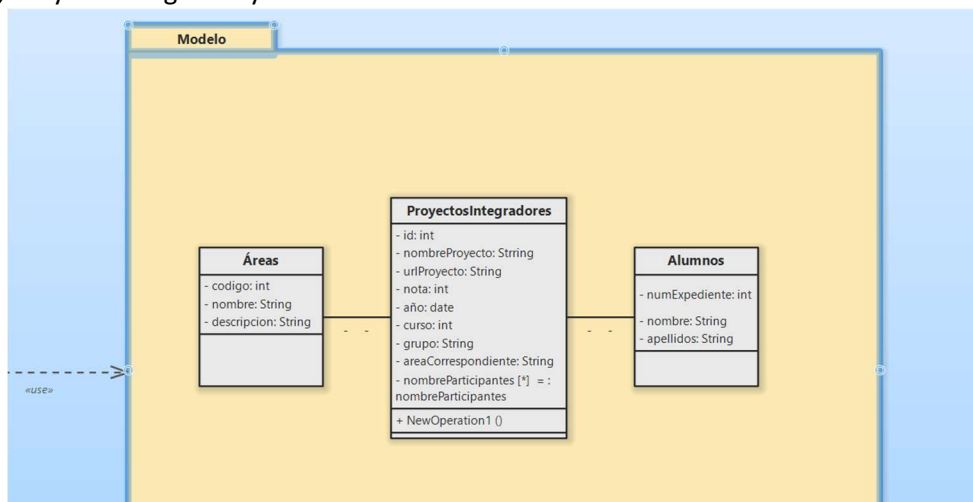 Modelo
Áreas
- codigo: int
- nombre: String
- descripcion: String
ProyectosIntegradores
- id: int
- nombreProyecto: Strring
- urlProyecto: String
- nota: int
- año: date
- curso: int
- grupo: String
- areaCorrespondiente: String
- nombreParticipantes [*] = :
nombreParticipantes
+ NewOperation1 ()
Alumnos
- numExpediente: int
- nombre: String
- apellidos: String
- -
- -
«use»